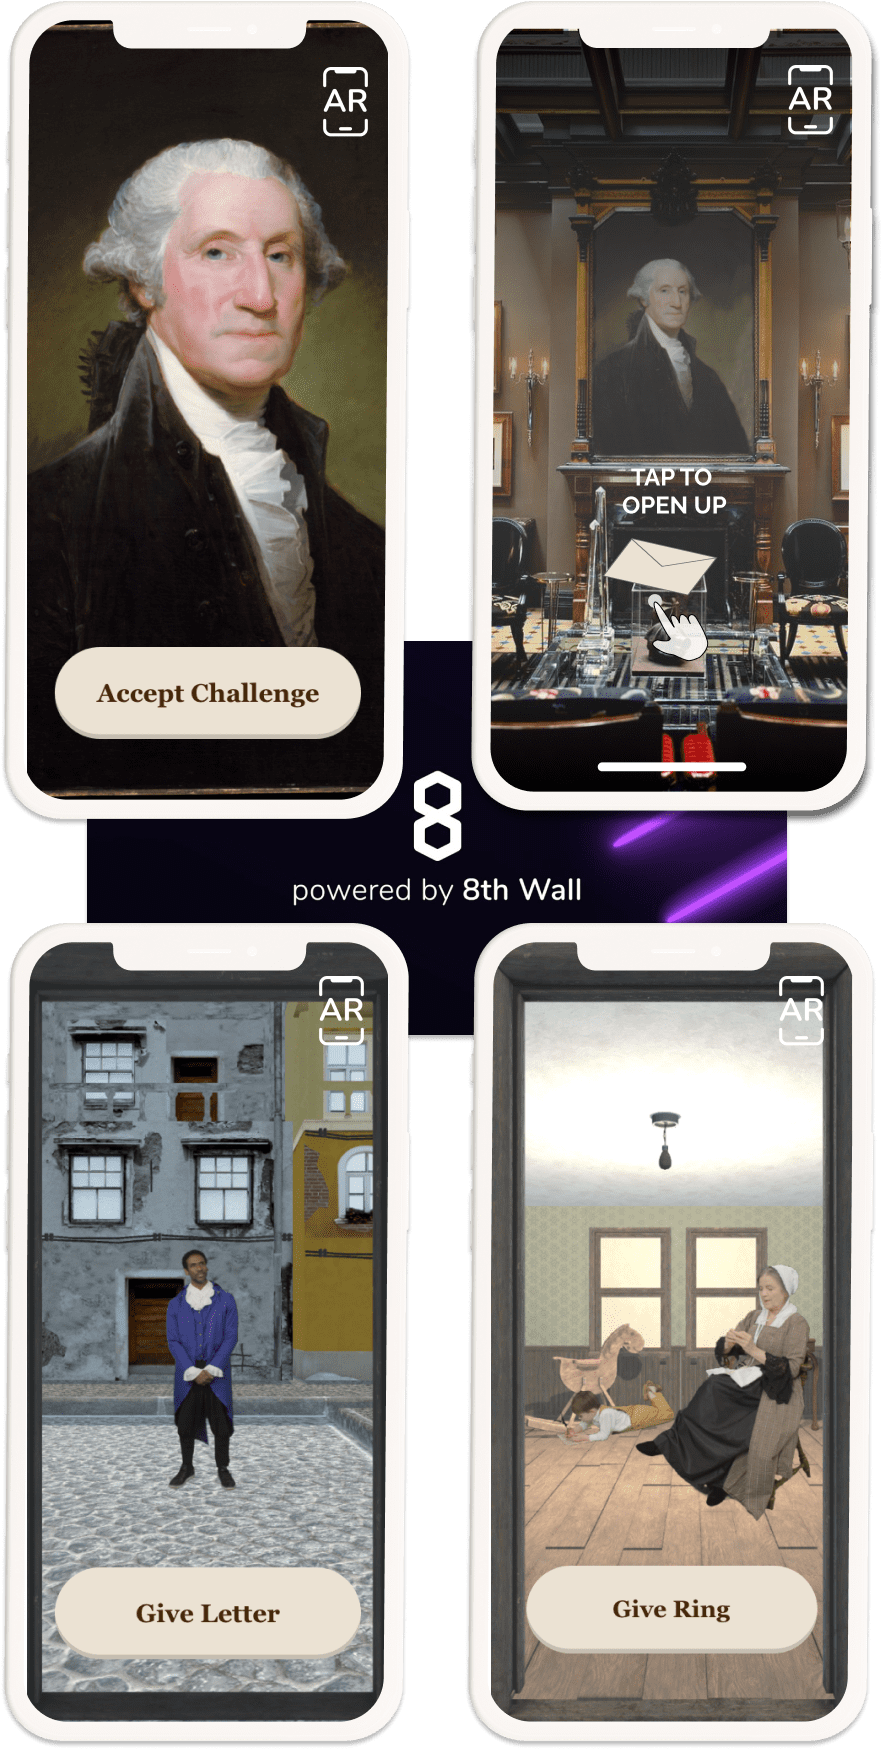 AR
Accept Challenge
AR
TAP TO
OPEN UP
8
powered by 8th Wall
AR
Give Letter
AR
Give Ring